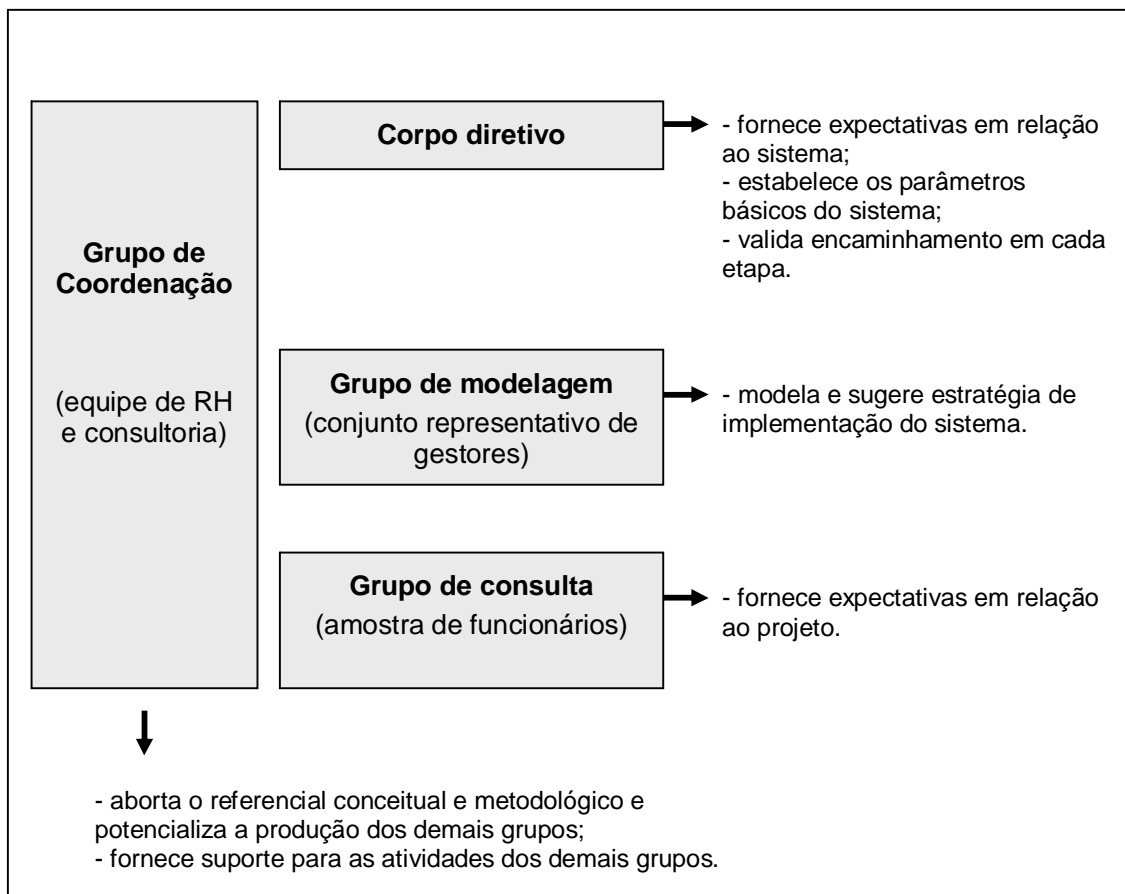 Grupo de
Coordenação
(equipe de RH
e consultoria)
Corpo diretivo
- fornece expectativas em relação
ao sistema;
- estabelece os parâmetros
básicos do sistema;
- valida encaminhamento em cada
etapa.
Grupo de modelagem
(conjunto representativo de
gestores)
- modela e sugere estratégia de
implementação do sistema.
Grupo de consulta
(amostra de funcionários)
- fornece expectativas em relação
ao projeto.
- aborta o referencial conceitual e metodológico e
potencializa a produção dos demais grupos;
- fornece suporte para as atividades dos demais grupos.